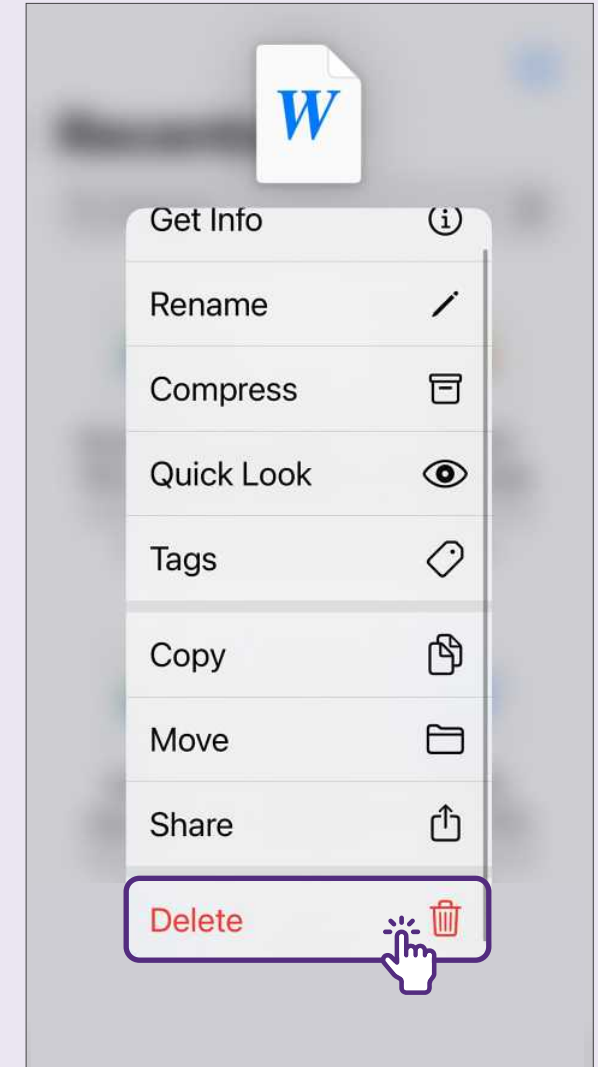 W
Get Info
Rename
Compress
Quick Look
Tags
Copy
Move
Share
Delete